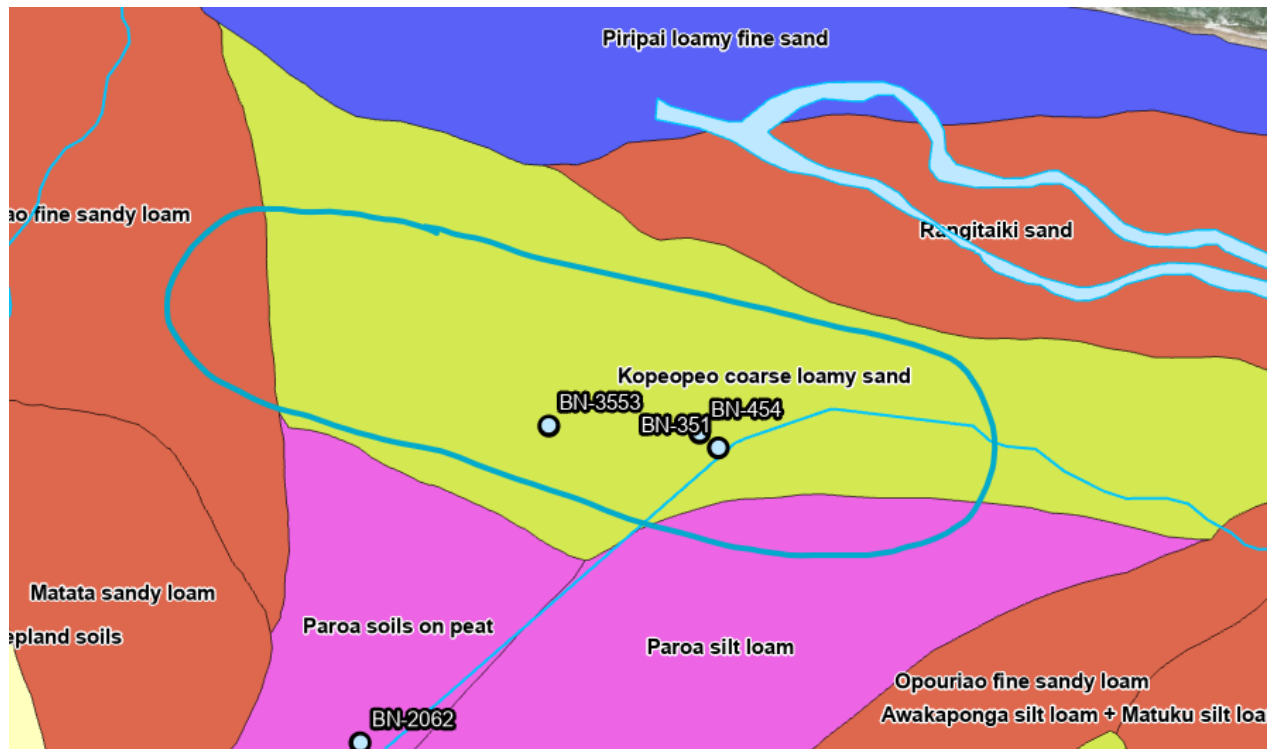 Piripai loamy fine sand
ao fine sandy loam
Rangitaiki sand
Kopeopeo coarse loamy sand
BN-3553
BN-454
BN-351
Matata sandy loam
epland soils
Paroa soils on peat
Paroa silt loam
Opouriao fine sandy loam
Awakaponga silt loam + Matuku silt loa
BN-2062